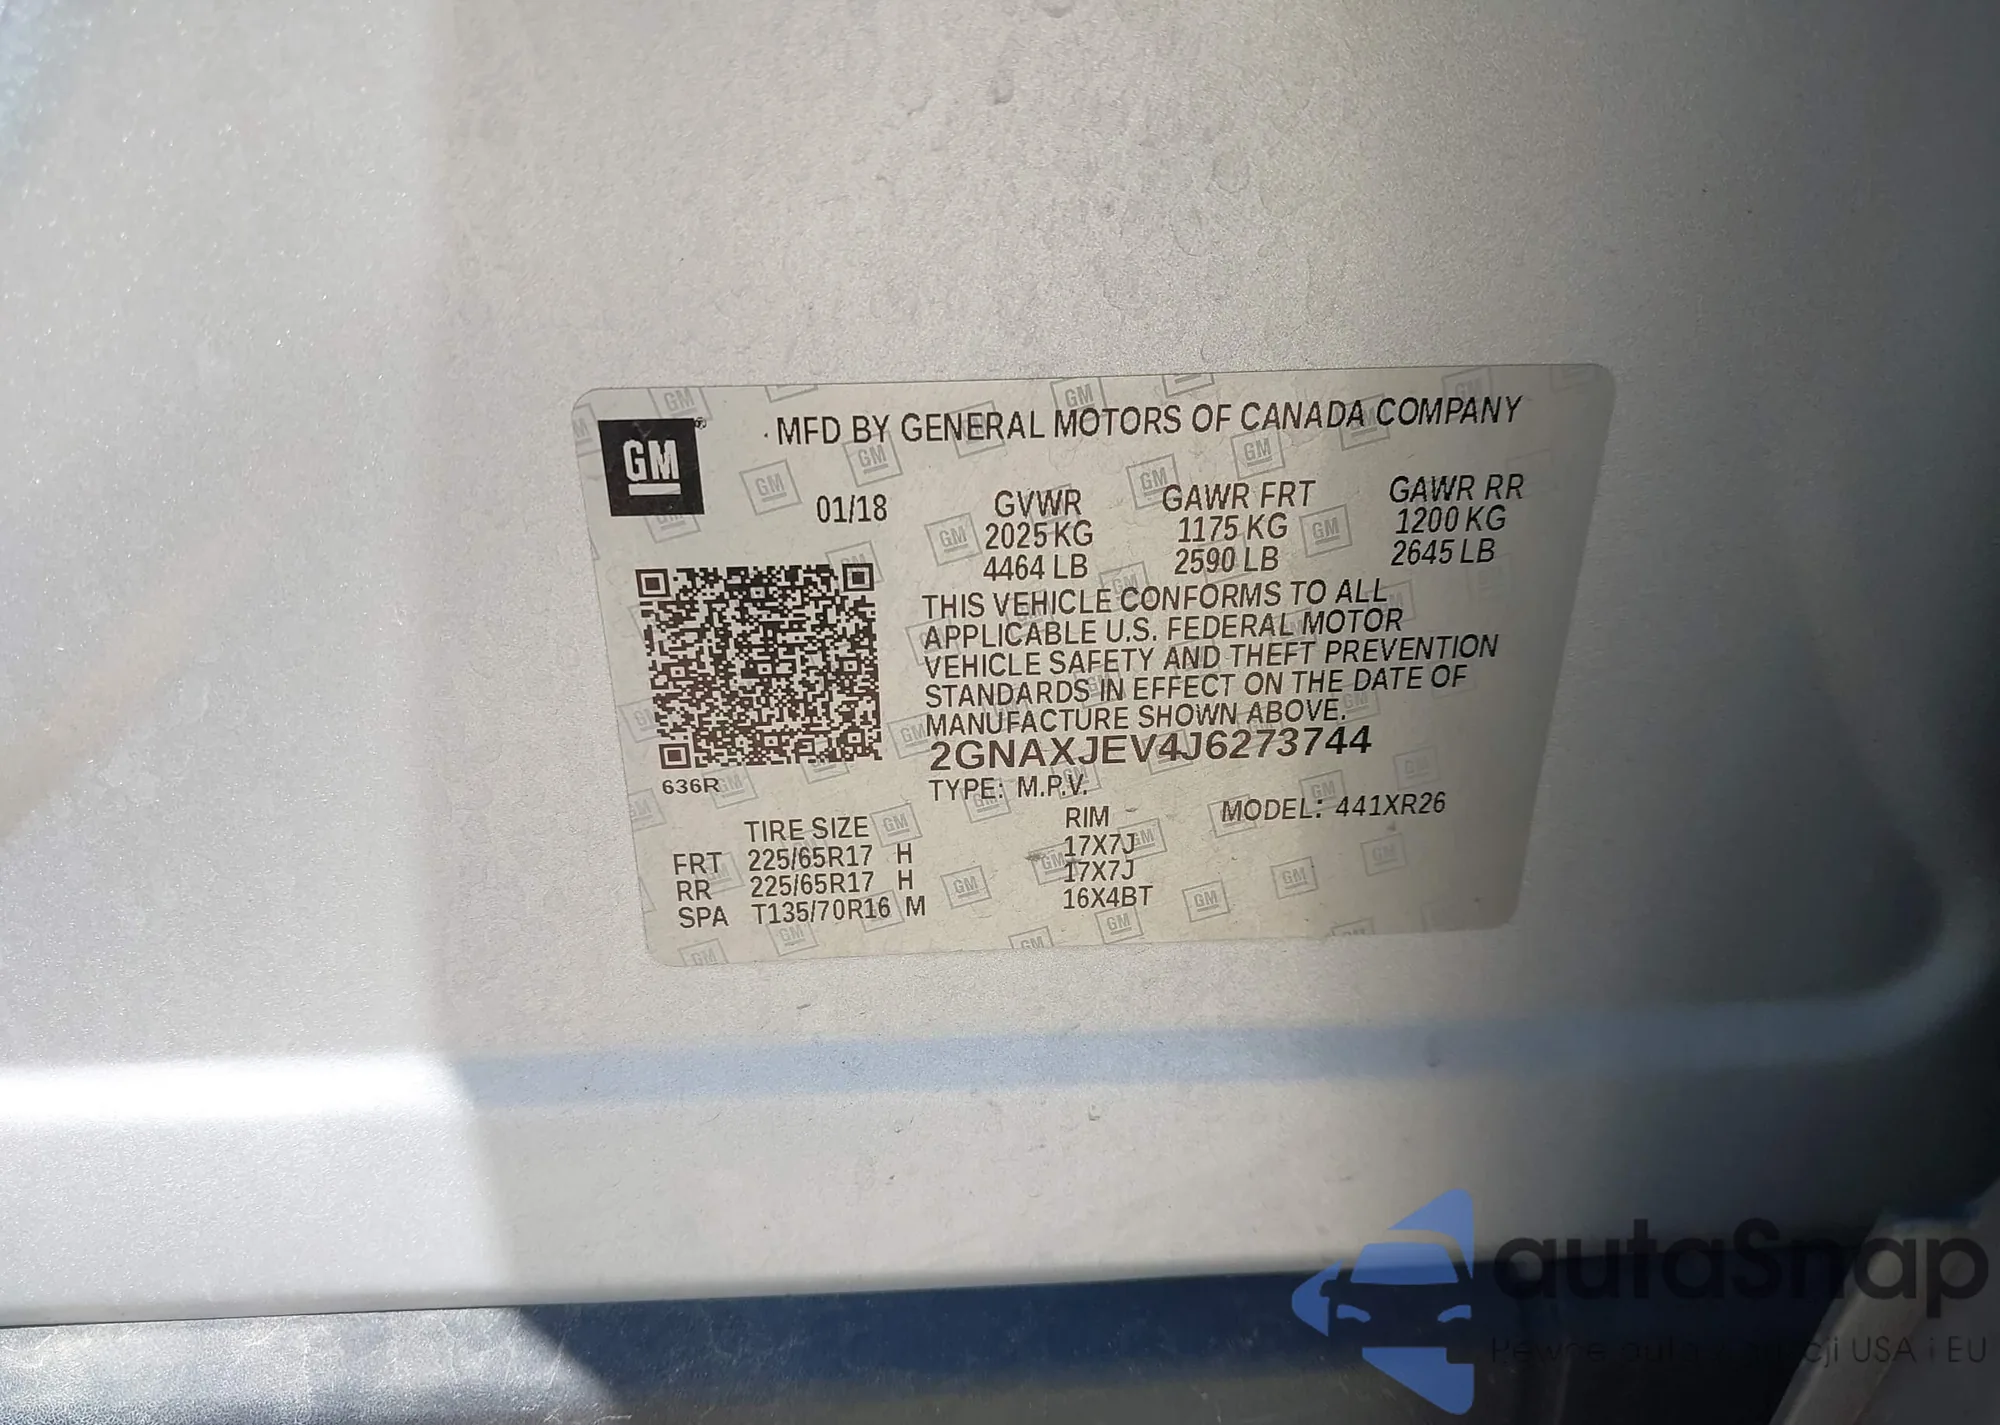 GM
MFD BY GENERAL MOTORS OF CANADA COMPANY
01/18 GVWR GAWR FRT GAWR RR
2025 KG 1175 KG 1200 KG
4464 LB 2590 LB 2645 LB
THIS VEHICLE CONFORMS TO ALL
APPLICABLE U.S. FEDERAL MOTOR
VEHICLE SAFETY AND THEFT PREVENTION
STANDARDS IN EFFECT ON THE DATE OF
MANUFACTURE SHOWN ABOVE.
2GNAXJEV4J6273744
636R TYPE: M.P.V.
TIRE SIZE RIM MODEL: 441XR26
FRT 225/65R17 H 17X7J
RR 225/65R17 H 17X7J
SPA T135/70R16 M 16X4BT
autaSnap
USA i EU